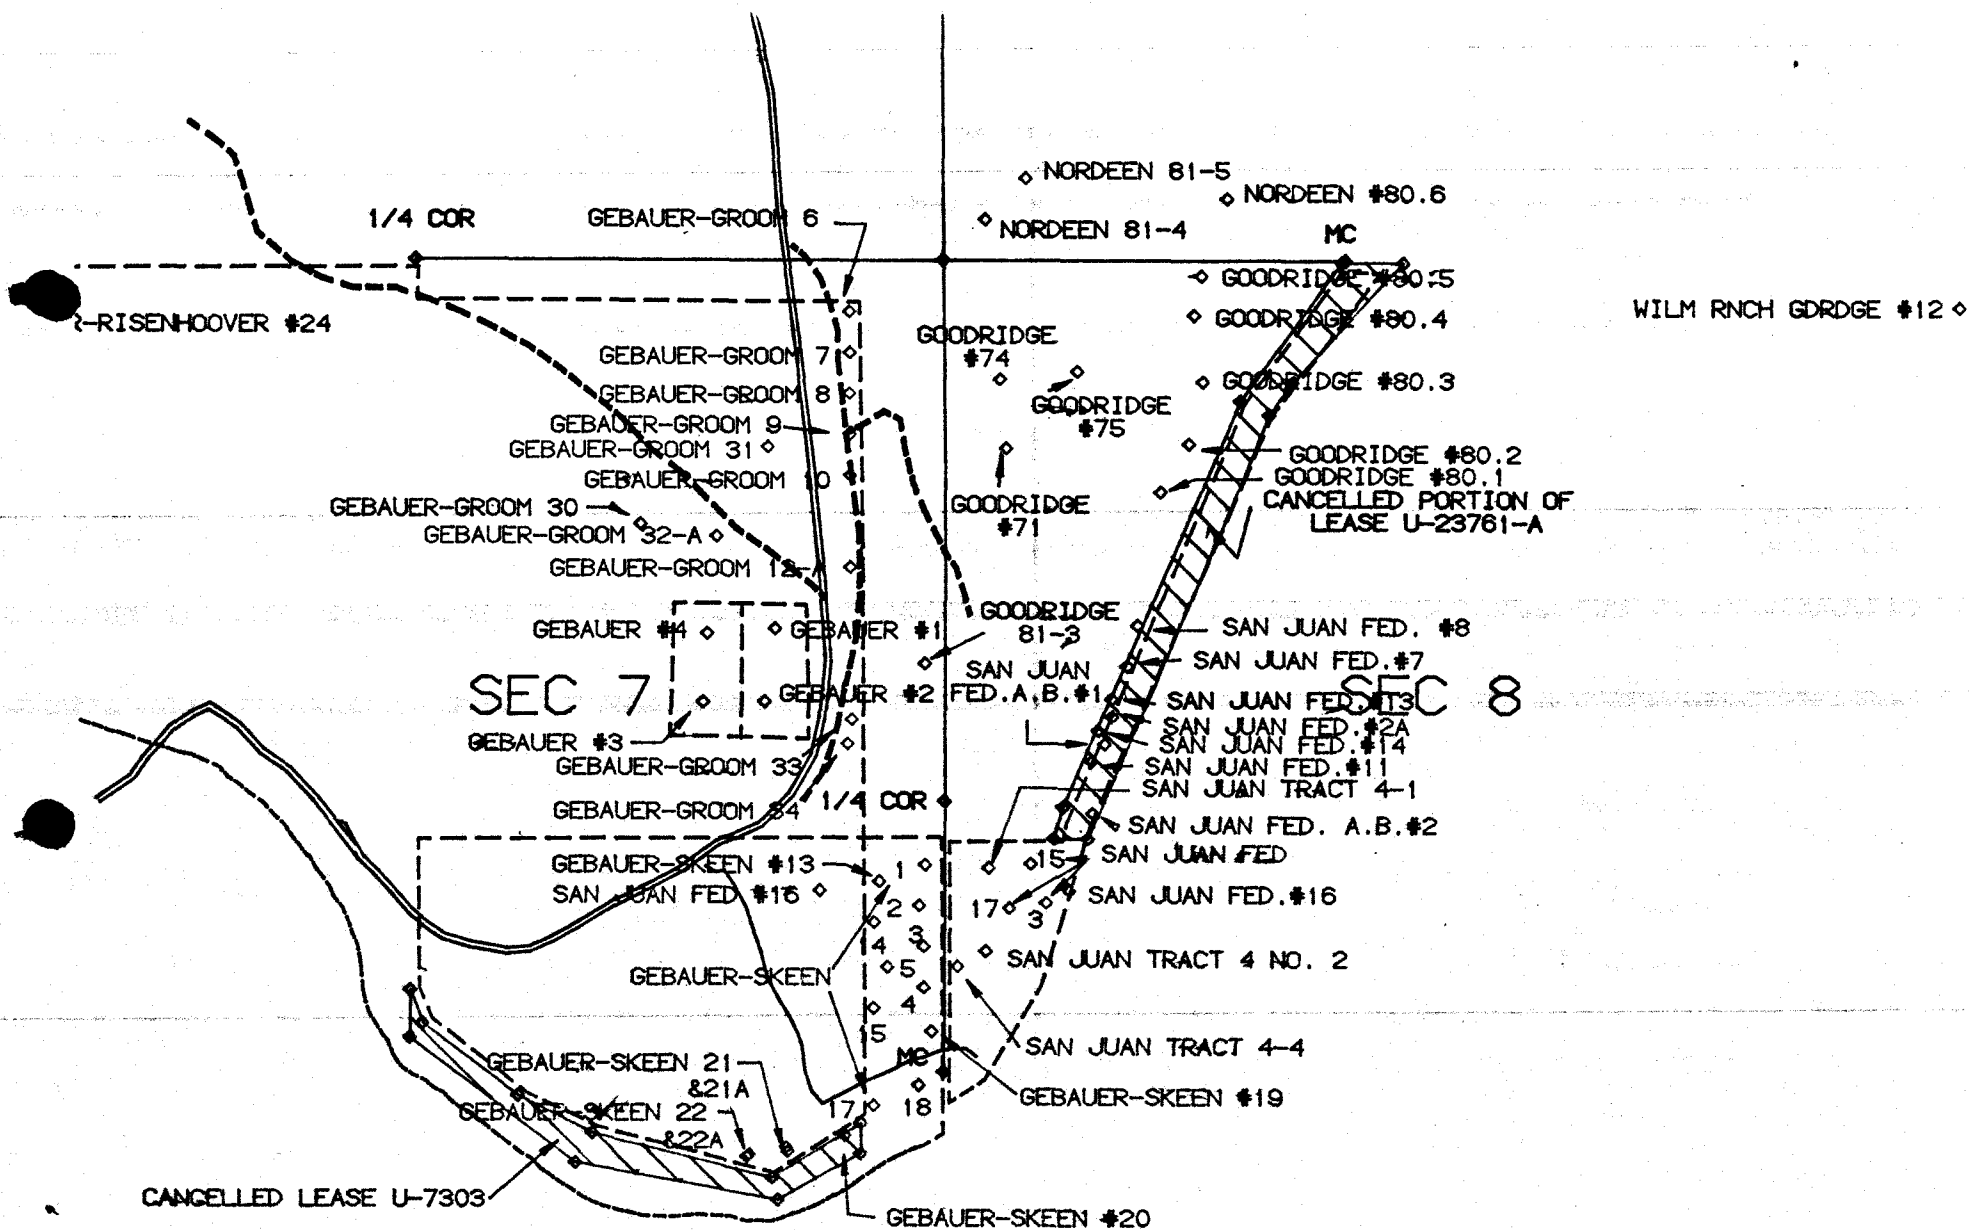 NORDEEN 81-5
NORDEEN #80.6
1/4 COR
GEBAUER-GROOM 6
NORDEEN 81-4
MC
GOODRIDGE #80.5
WILM RNCH GDRDGE #12
R-RISENHOOVER #24
GOODRIDGE #80.4
GOODRIDGE
#74
GEBAUER-GROOM 7
GEBAUER-GROOM 8
GOODRIDGE #80.3
GOODRIDGE
#75
GEBAUER-GROOM 9
GEBAUER-GROOM 31
GOODRIDGE #80.2
GEBAUER-GROOM 10
GOODRIDGE #80.1
GEBAUER-GROOM 30
GOODRIDGE
#71
CANCELLED PORTION OF
LEASE U-23761-A
GEBAUER-GROOM 32-A
GEBAUER-GROOM 12-A
GOODRIDGE
81-3
GEBAUER #4
GEBAUER #1
SAN JUAN FED. #8
SAN JUAN FED.#7
SAN JUAN
FED.A.B.#1
SEC 7
GEBAUER #2
SEC 8
SAN JUAN FED.#13
SAN JUAN FED.#2A
GEBAUER #3
SAN JUAN FED.#14
GEBAUER-GROOM 33
SAN JUAN FED.#11
SAN JUAN TRACT 4-1
1/4 COR
GEBAUER-GROOM 34
SAN JUAN FED. A.B.#2
GEBAUER-SKEEN #13
1
15
SAN JUAN FED
SAN JUAN FED #16
2
17
3
SAN JUAN FED.#16
14
3
SAN JUAN TRACT 4 NO. 2
GEBAUER-SKEEN
5
4
15
MC
SAN JUAN TRACT 4-4
GEBAUER-SKEEN 21
&21A
GEBAUER-SKEEN #19
GEBAUER-SKEEN 22
&22A
17
18
CANCELLED LEASE U-7303
GEBAUER-SKEEN #20